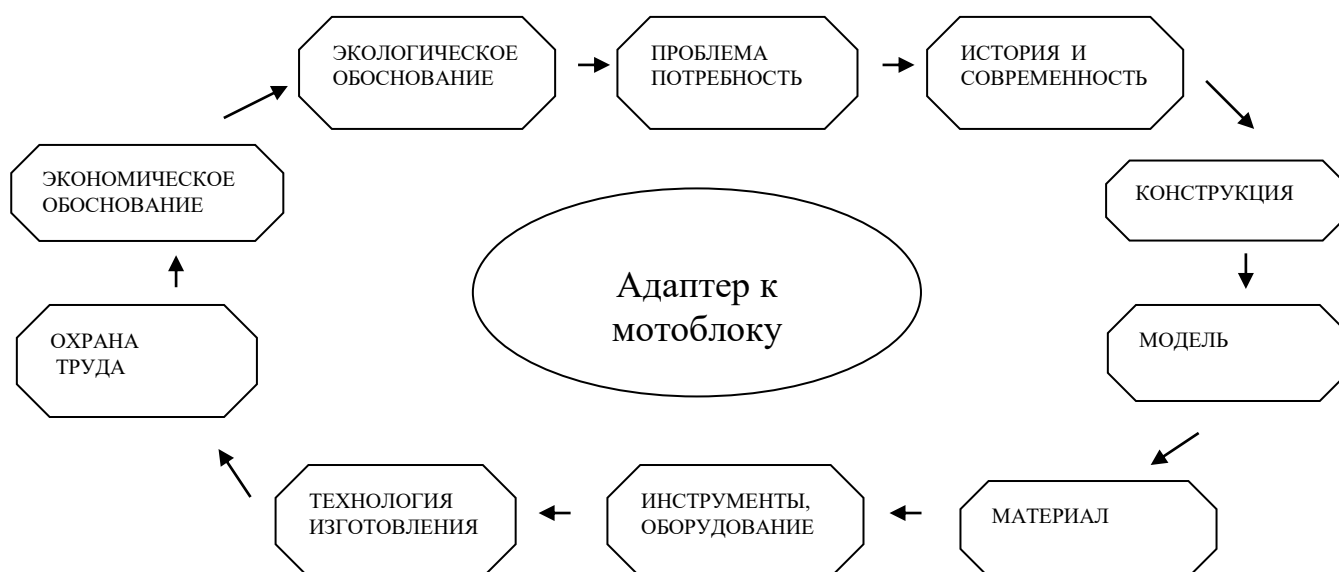 ЭКОЛОГИЧЕСКОЕ
ОБОСНОВАНИЕ
ПРОБЛЕМА
ПОТРЕБНОСТЬ
ИСТОРИЯ И
СОВРЕМЕННОСТЬ
ЭКОНОМИЧЕСКОЕ
ОБОСНОВАНИЕ
КОНСТРУКЦИЯ
Адаптер к
мотоблоку
ОХРАНА
ТРУДА
МОДЕЛЬ
ТЕХНОЛОГИЯ
ИЗГОТОВЛЕНИЯ
ИНСТРУМЕНТЫ,
ОБОРУДОВАНИЕ
МАТЕРИАЛ